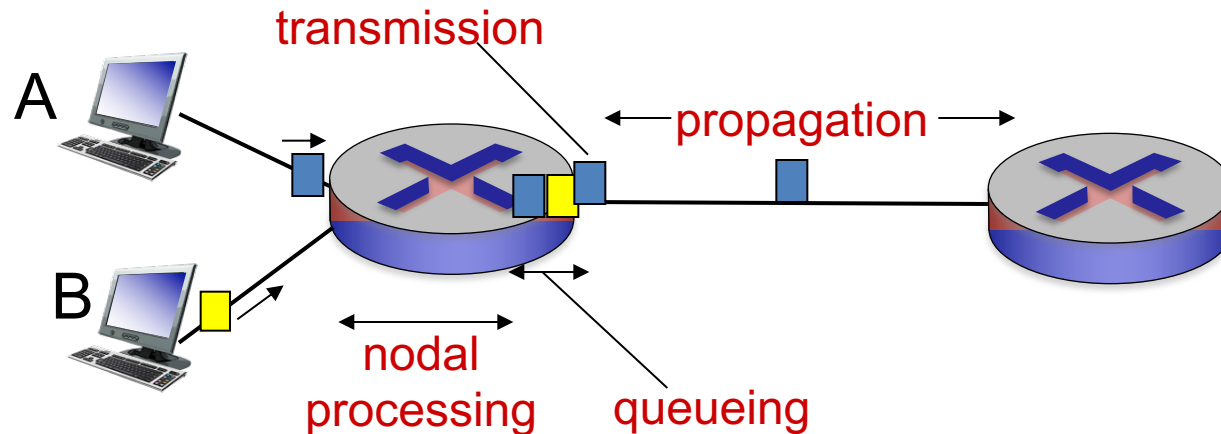 transmission
A
propagation
B
nodal
processing
queueing